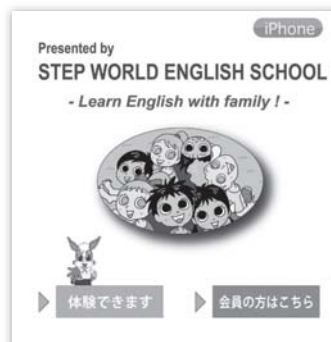 iPhone
Presented by
STEP WORLD ENGLISH SCHOOL
- Learn English with family ! -
体験できます
会員の方はこちら